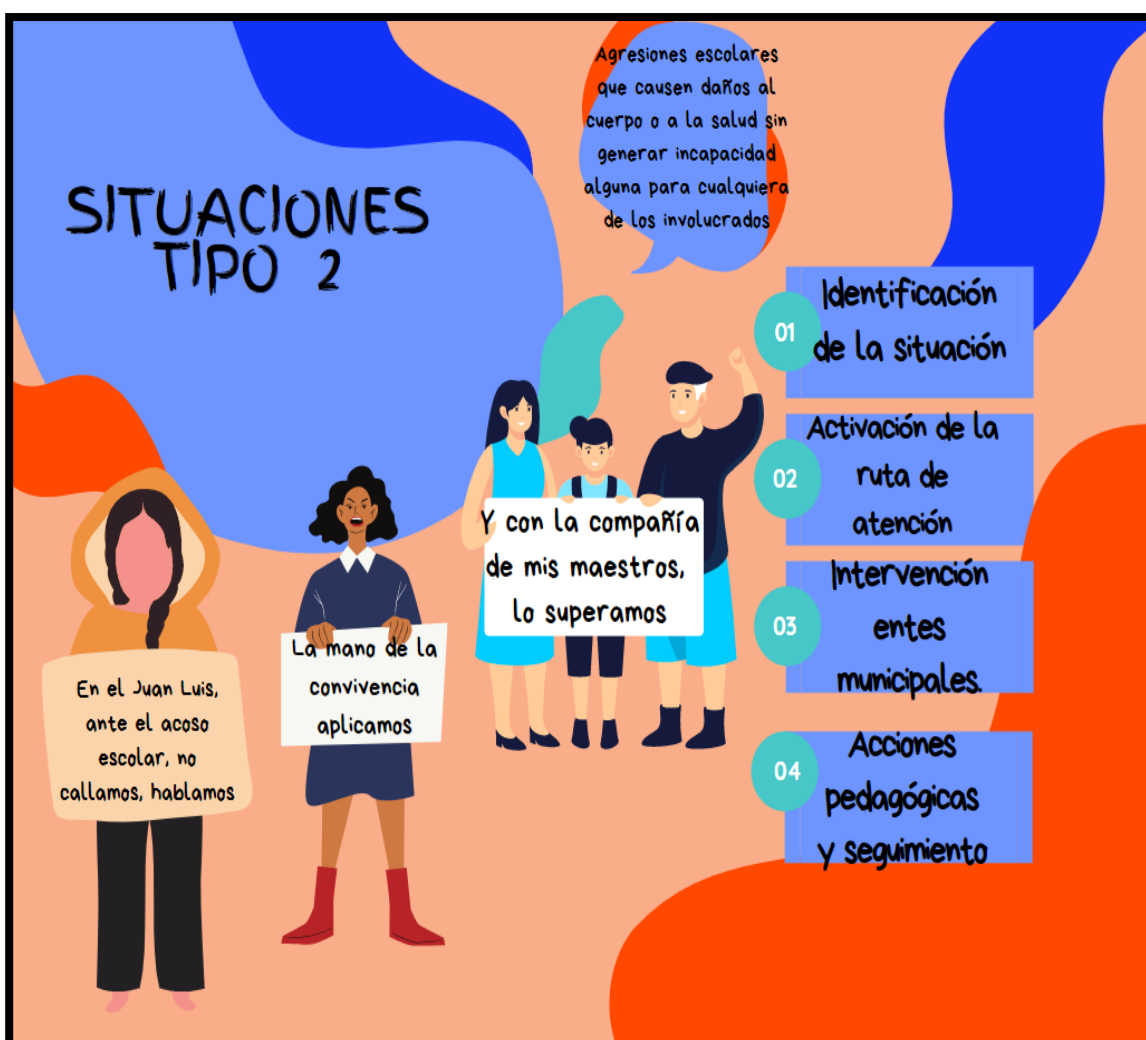 SITUACIONES
TIPO 2
Agresiones escolares
que causen daños al
cuerpo o a la salud sin
generar incapacidad
alguna para cualquiera
de los involucrados
01
Identificación
de la situación
02
Activación de la
ruta de
atención
03
Intervención
entes
municipales.
04
Acciones
pedagógicas
y seguimiento
En el Juan Luis,
ante el acoso
escolar, no
callamos, hablamos
La mano de la
convivencia
aplicamos
Y con la compañía
de mis maestros,
lo superamos